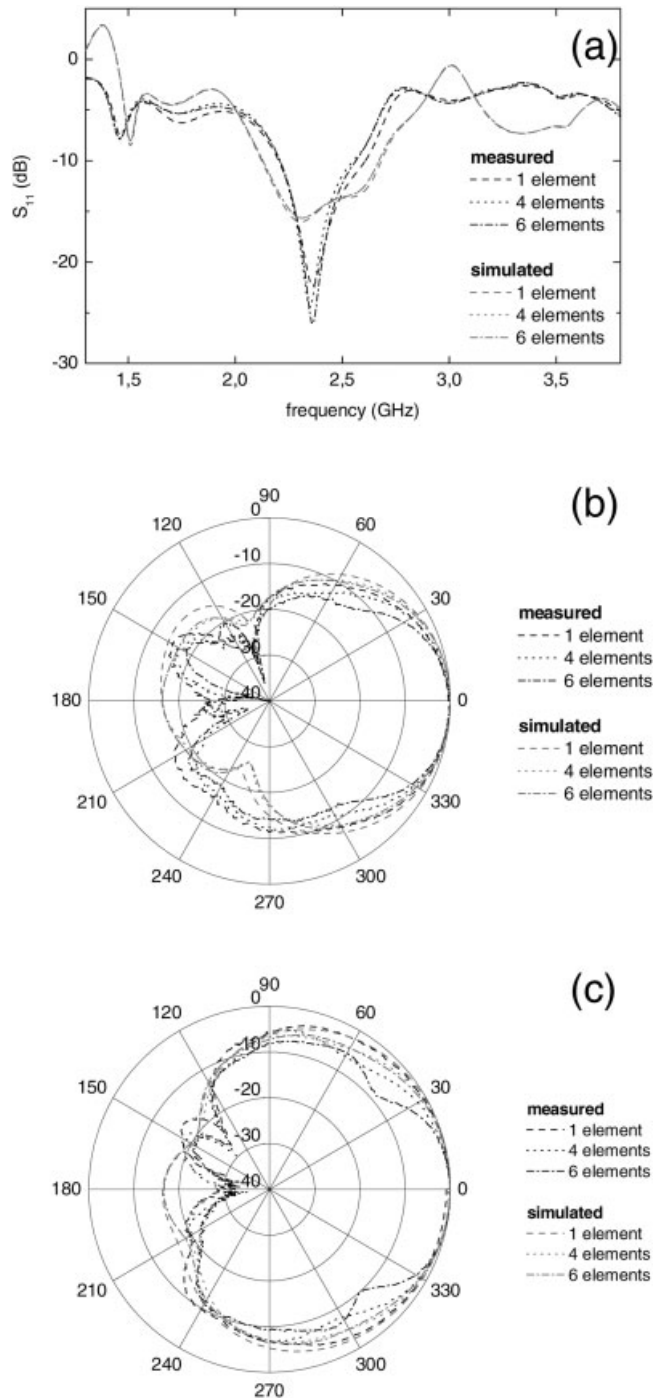 (a)
0
-5
-10
-15
-20
-25
-30
S11 (dB)
measured
1 element
4 elements
6 elements
simulated
1 element
4 elements
6 elements
1,5 2,0 2,5 3,0 3,5
frequency (GHz)
(b)
90
120 60
150 30
180 0
210 330
240 300
270
0
-10
-20
-30
40
measured
1 element
4 elements
6 elements
simulated
1 element
4 elements
6 elements
(c)
90
120 60
150 30
180 0
210 330
240 300
270
0
-10
-20
-30
40
measured
1 element
4 elements
6 elements
simulated
1 element
4 elements
6 elements